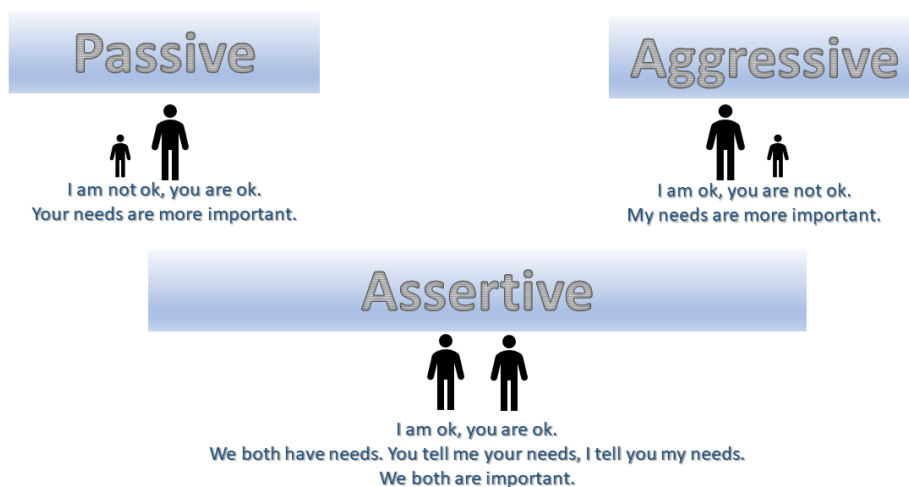 Passive
I am not ok, you are ok.
Your needs are more important.
Aggressive
I am ok, you are not ok.
My needs are more important.
Assertive
I am ok, you are ok.
We both have needs. You tell me your needs, I tell you my needs.
We both are important.